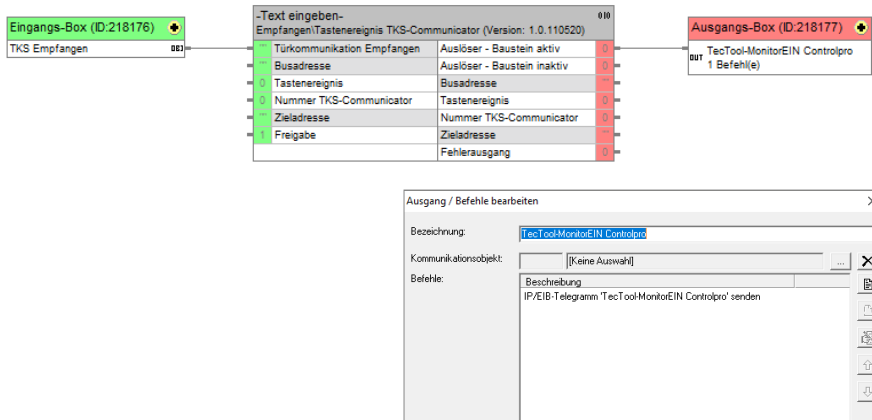 Eingangs-Box (ID:218176)
TKS Empfangen
OBJ
-Text eingeben-
Empfangen\Tastenereignis TKS-Communicator (Version: 1.0.110520)
"" Türkommunikation Empfangen Auslöser - Baustein aktiv 0
"" Busadresse Auslöser - Baustein inaktiv 0
0 Tastenereignis Busadresse ""
0 Nummer TKS-Communicator Tastenereignis 0
"" Zieladresse Nummer TKS-Communicator 0
1 Freigabe Zieladresse ""
Fehlerausgang 0
Ausgangs-Box (ID:218177)
OUT TecTool-MonitorEIN Controlpro
1 Befehl(e)
Ausgang / Befehle bearbeiten
Bezeichnung: TecTool-MonitorEIN Controlpro
Kommunikationsobjekt: [Keine Auswahl] ...
Befehle: Beschreibung
IP/EIB-Telegramm 'TecTool-MonitorEIN Controlpro' senden